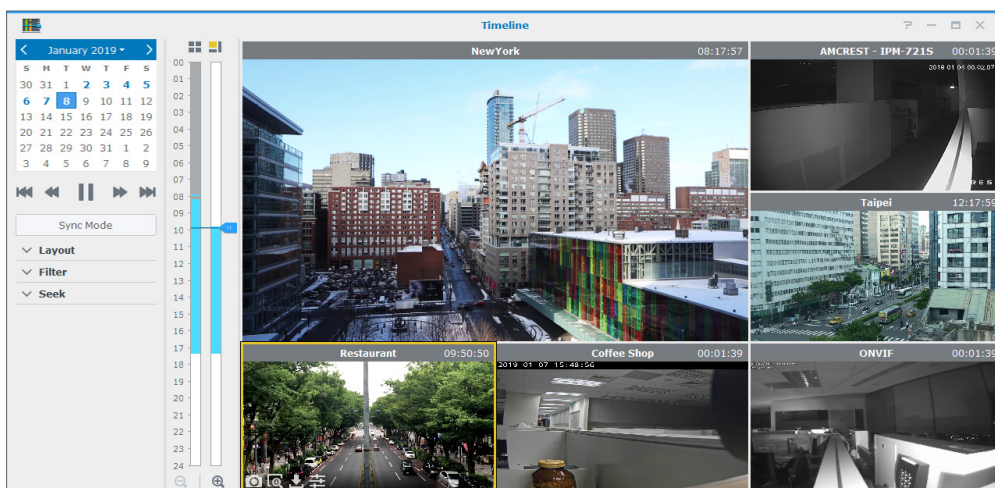 Timeline
January 2019
S M T W T F S
30 31 1 2 3 4 5
6 7 8 9 10 11 12
13 14 15 16 17 18 19
20 21 22 23 24 25 26
27 28 29 30 31 1 2
3 4 5 6 7 8 9
Sync Mode
Layout
Filter
Seek
00
01
02
03
04
05
06
07
08
09
10
11
12
13
14
15
16
17
18
19
20
21
22
23
24
NewYork 08:17:57
AMCREST - IPM-721S 00:01:39
Taipei 12:17:59
Restaurant 09:50:50
Coffee Shop 00:01:39
2019 01 07 15:48:56
ONVIF 00:01:39